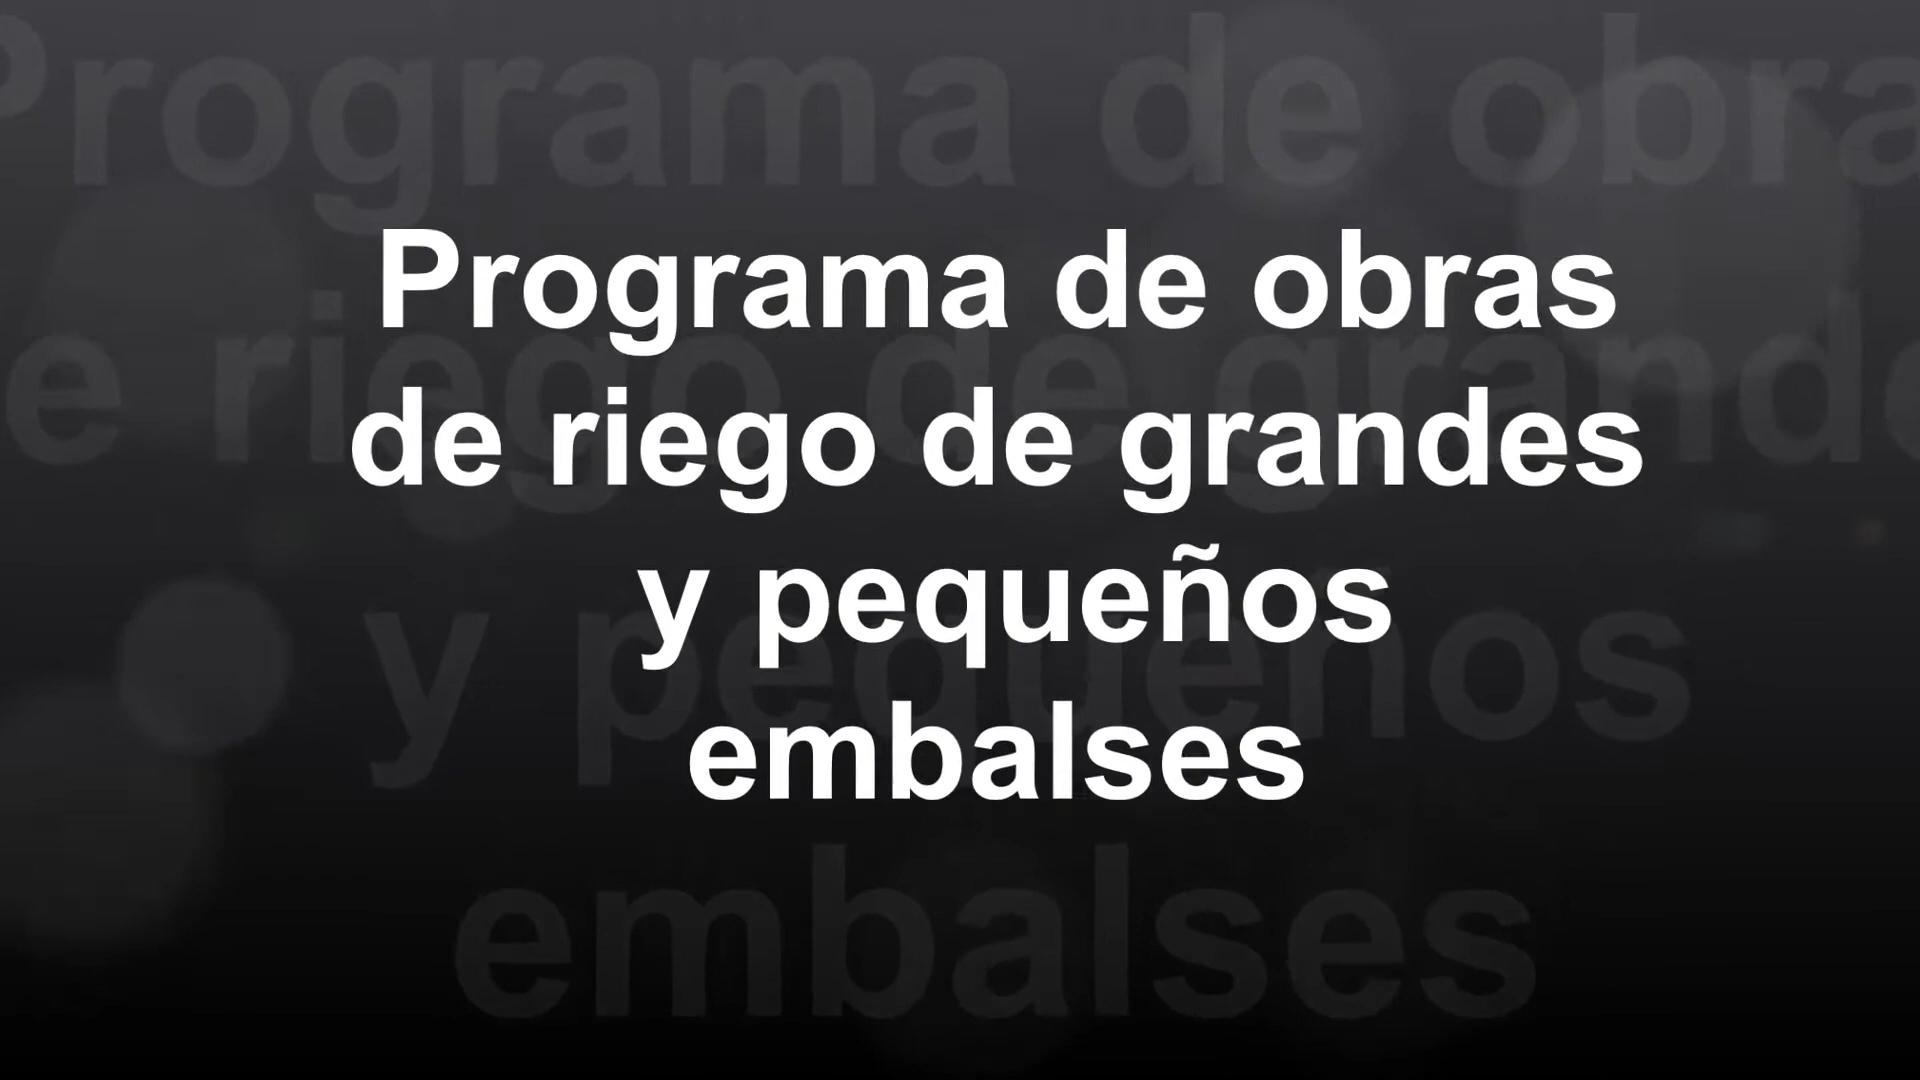 Programa de obras
de riego de grandes
y pequeños
embalses